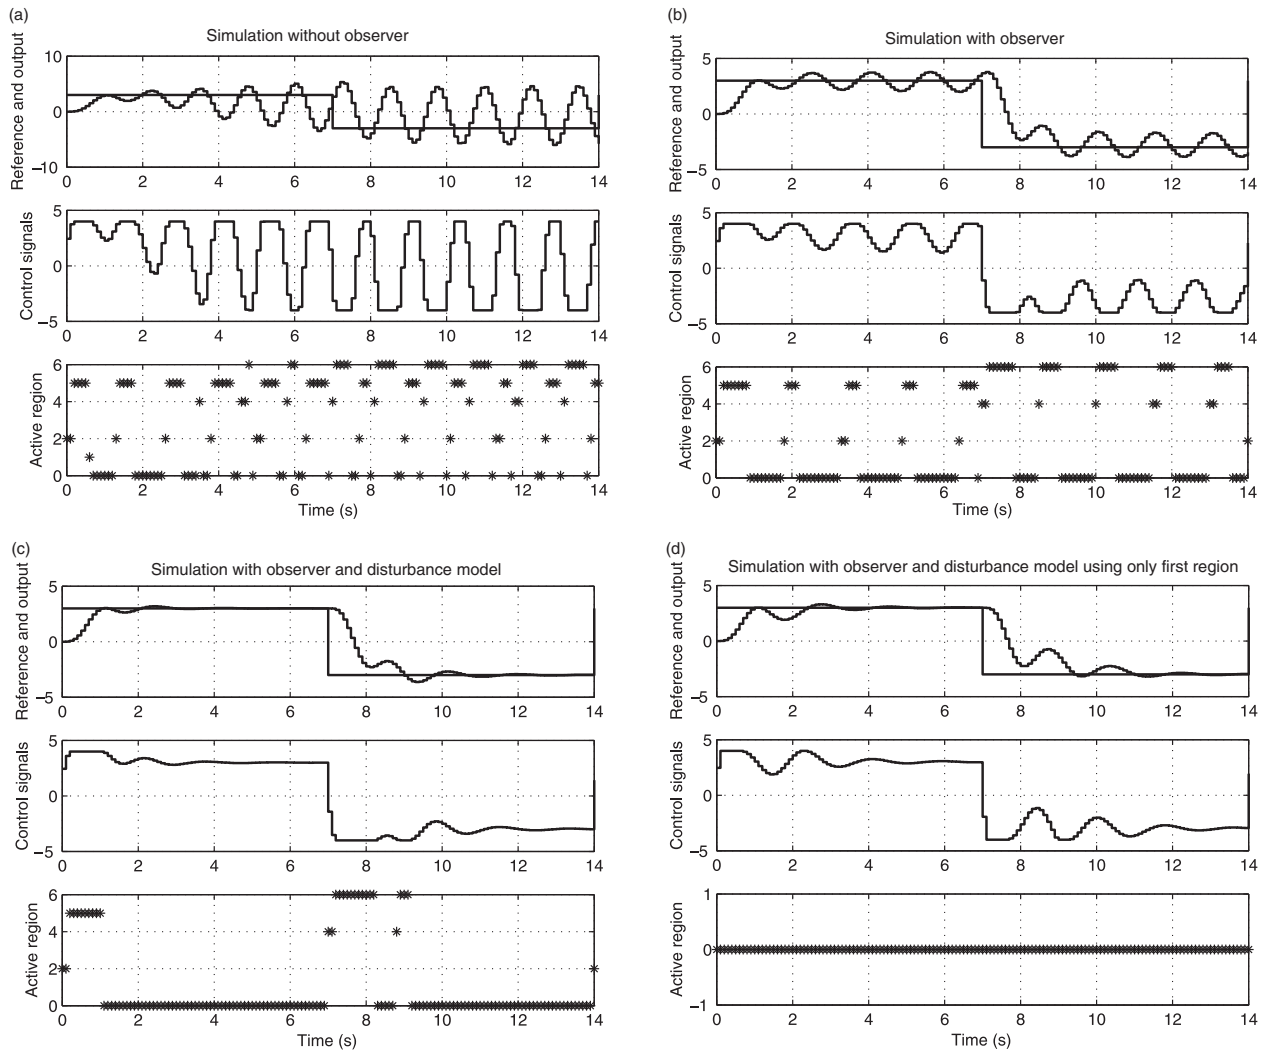 (a)
Simulation without observer
Reference and output
10
0
−10
0 2 4 6 8 10 12 14
Control signals
5
0
−5
0 2 4 6 8 10 12 14
Active region
6
4
2
0
0 2 4 6 8 10 12 14
Time (s)
(b)
Simulation with observer
Reference and output
5
0
−5
0 2 4 6 8 10 12 14
Control signals
5
0
−5
0 2 4 6 8 10 12 14
Active region
6
4
2
0
0 2 4 6 8 10 12 14
Time (s)
(c)
Simulation with observer and disturbance model
Reference and output
5
0
−5
0 2 4 6 8 10 12 14
Control signals
5
0
−5
0 2 4 6 8 10 12 14
Active region
6
4
2
0
0 2 4 6 8 10 12 14
Time (s)
(d)
Simulation with observer and disturbance model using only first region
Reference and output
5
0
−5
0 2 4 6 8 10 12 14
Control signals
5
0
−5
0 2 4 6 8 10 12 14
Active region
1
0
−1
0 2 4 6 8 10 12 14
Time (s)